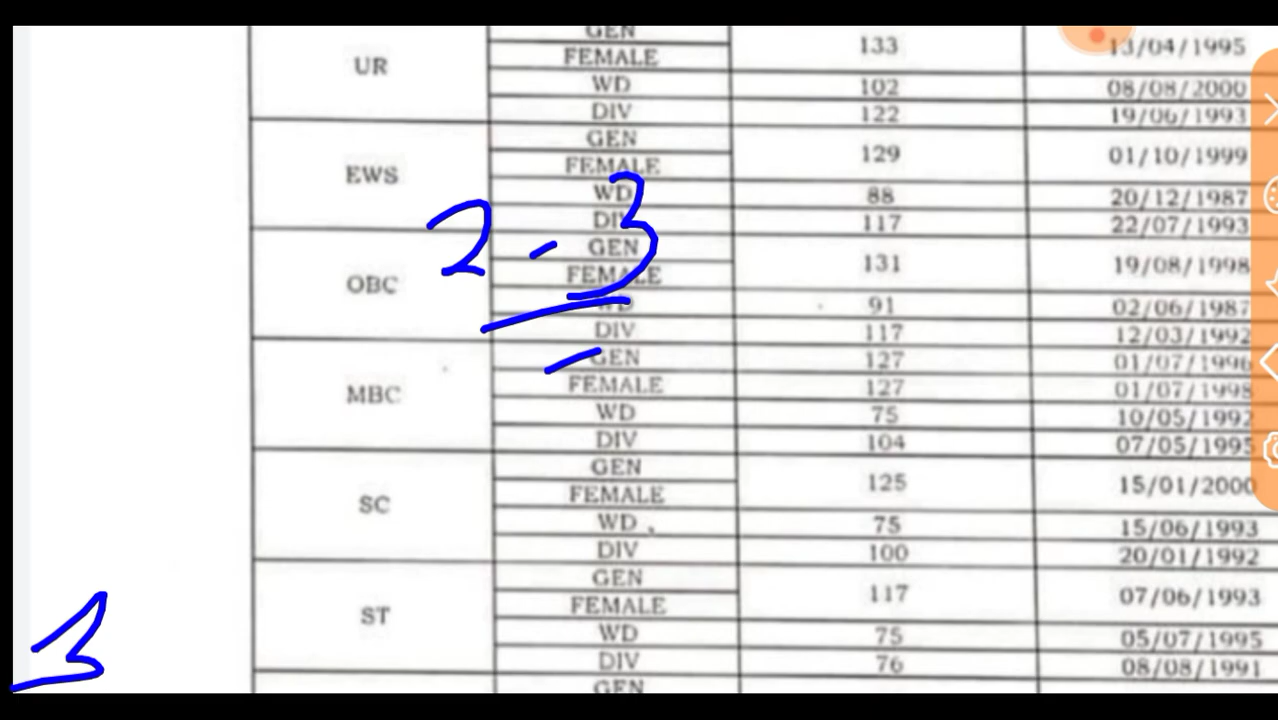 GEN
UR FEMALE 133 13/04/1995
WD 102 08/08/2000
DIV 122 19/06/1993
GEN
EWS FEMALE 129 01/10/1999
WD 88 20/12/1987
DIV 117 22/07/1993
2-3
GEN
OBC FEMALE 131 19/08/1998
WD 91 02/06/1987
DIV 117 12/03/1992
GEN 127 01/07/1996
MBC FEMALE 127 01/07/1998
WD 75 10/05/1992
DIV 104 07/05/1995
GEN
SC FEMALE 125 15/01/2000
WD 75 15/06/1993
DIV 100 20/01/1992
GEN
ST FEMALE 117 07/06/1993
WD 75 05/07/1995
DIV 76 08/08/1991
GEN